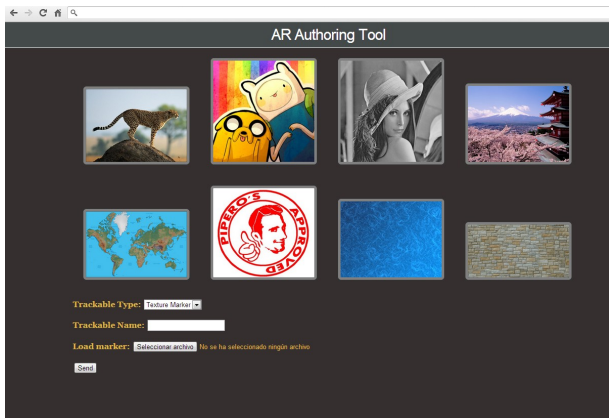 AR Authoring Tool
PIPERO'S APPROVED
Trackable Type: Texture Marker
Trackable Name:
Load marker: Seleccionar archivo No se ha seleccionado ningún archivo
Send